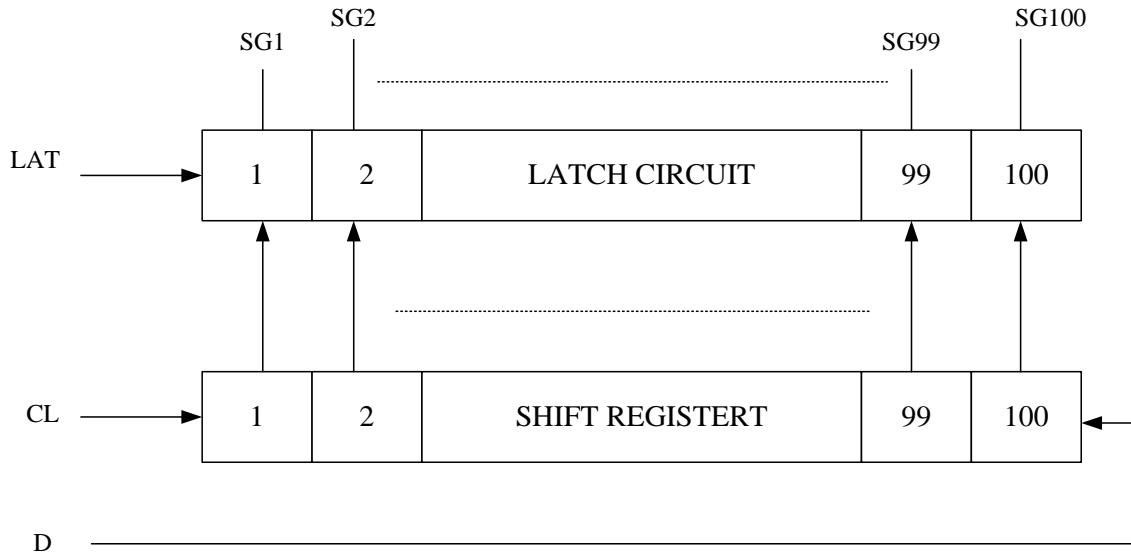 SG1 SG2 SG99 SG100
LAT 1 2 LATCH CIRCUIT 99 100
CL 1 2 SHIFT REGISTERT 99 100
D